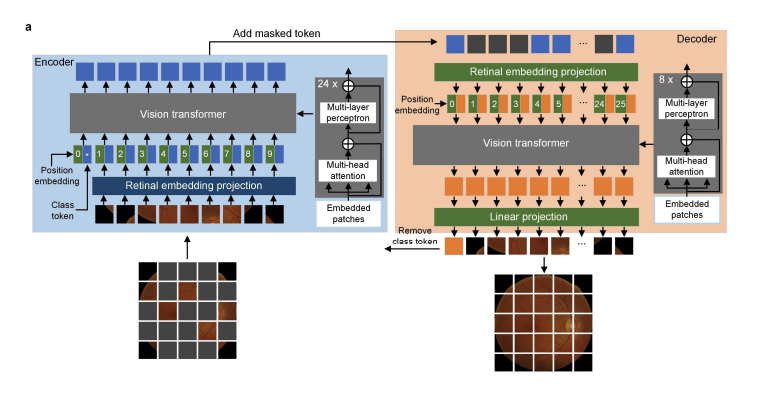 a
Add masked token
Encoder
24 x
Multi-layer
perceptron
Multi-head
attention
Embedded
patches
Vision transformer
0 * 1 2 3 4 5 6 7 8 9
Position
embedding
Class
token
Retinal embedding projection
Decoder
...
Retinal embedding projection
Position
embedding
0 1 2 3 4 5 ... 24 25
8 x
Multi-layer
perceptron
Multi-head
attention
Embedded
patches
Vision transformer
...
Linear projection
Remove
class token
...